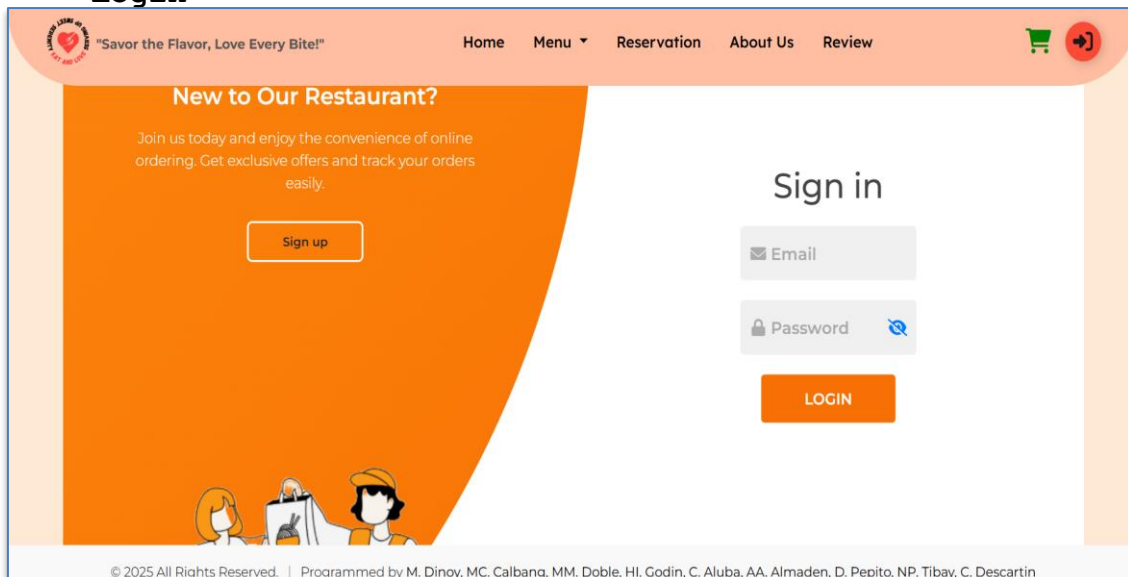 Login
"Savor the Flavor, Love Every Bite!"
Home Menu Reservation About Us Review
New to Our Restaurant?
Join us today and enjoy the convenience of online
ordering. Get exclusive offers and track your orders
easily.
Sign up
Sign in
Email
Password
LOGIN
© 2025 All Rights Reserved. | Programmed by M. Dinoy, MC. Calbang, MM. Doble, HI. Godin, C. Aluba, AA. Almaden, D. Pepito, NP. Tibay, C. Descartin